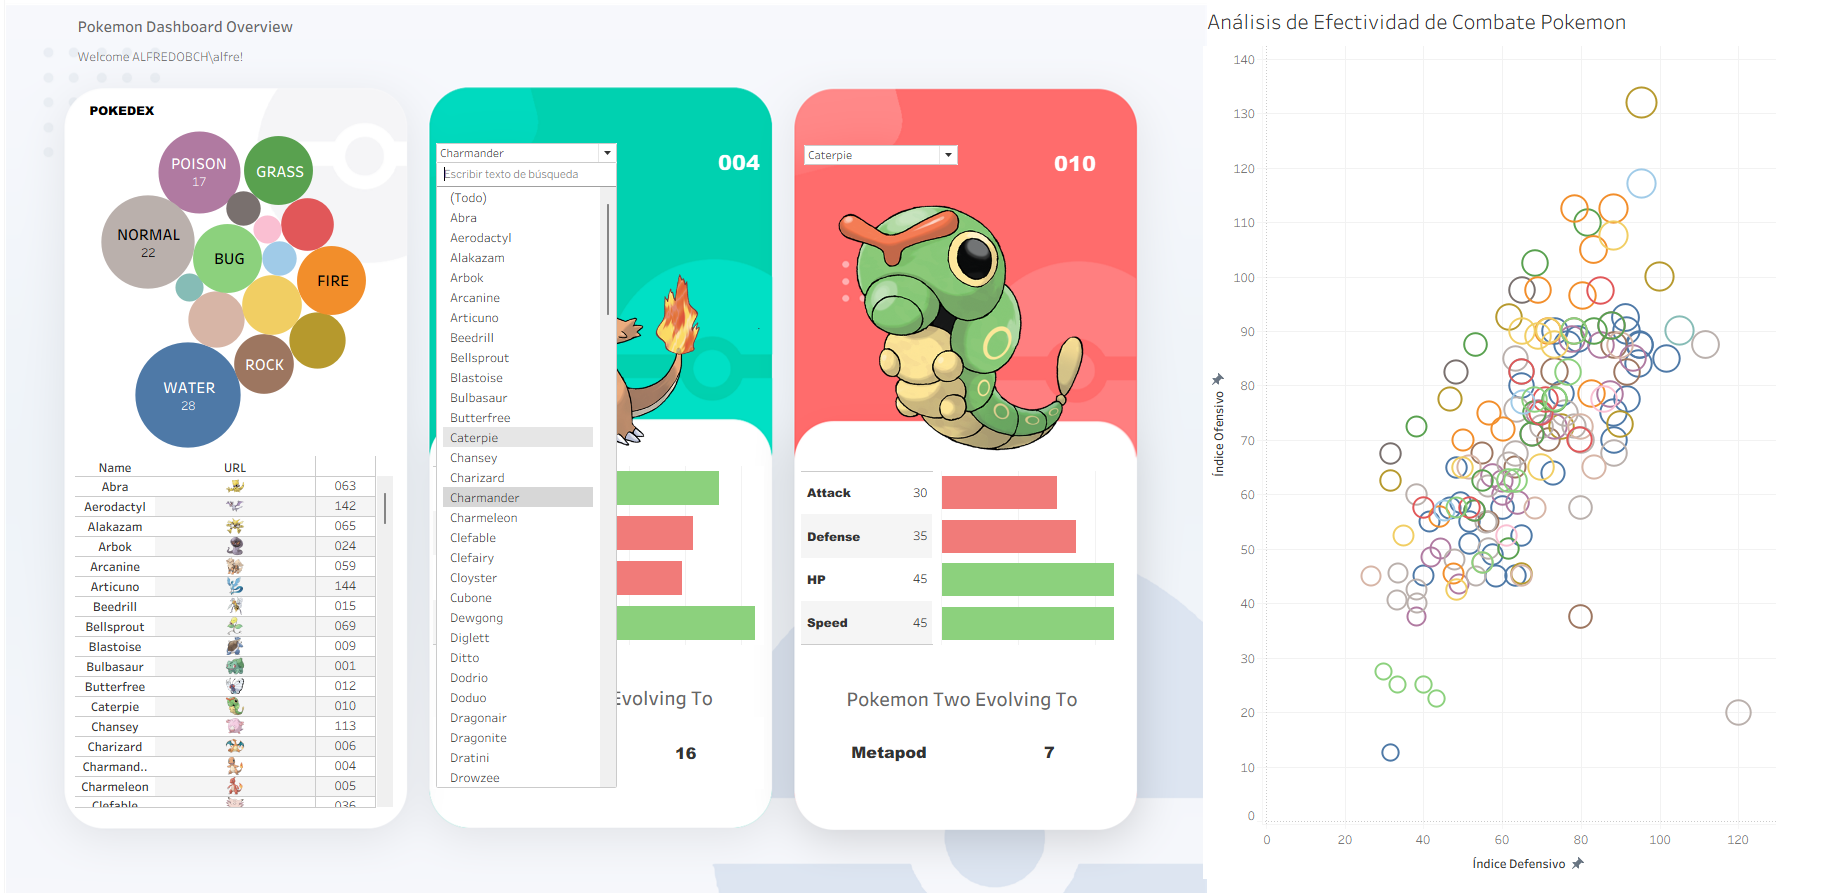 Pokemon Dashboard Overview
Welcome ALFREDOBCH\alfre!
POKEDEX
POISON
17
GRASS
NORMAL
22
BUG
FIRE
ROCK
WATER
28
Name URL
Abra 063
Aerodactyl 142
Alakazam 065
Arbok 024
Arcanine 059
Articuno 144
Beedrill 015
Bellsprout 069
Blastoise 009
Bulbasaur 001
Butterfree 012
Caterpie 010
Chansey 113
Charizard 006
Charmand.. 004
Charmeleon 005
Clefable 036
Charmander
004
Escribir texto de búsqueda
(Todo)
Abra
Aerodactyl
Alakazam
Arbok
Arcanine
Articuno
Beedrill
Bellsprout
Blastoise
Bulbasaur
Butterfree
Caterpie
Chansey
Charizard
Charmander
Charmeleon
Clefable
Clefairy
Cloyster
Cubone
Dewgong
Diglett
Ditto
Dodrio
Doduo
Dragonair
Dragonite
Dratini
Drowzee
Evolving To
16
Caterpie
010
Attack 30
Defense 35
HP 45
Speed 45
Pokemon Two Evolving To
Metapod 7
Análisis de Efectividad de Combate Pokemon
Índice Ofensivo
140
130
120
110
100
90
80
70
60
50
40
30
20
10
0
0 20 40 60 80 100 120
Índice Defensivo